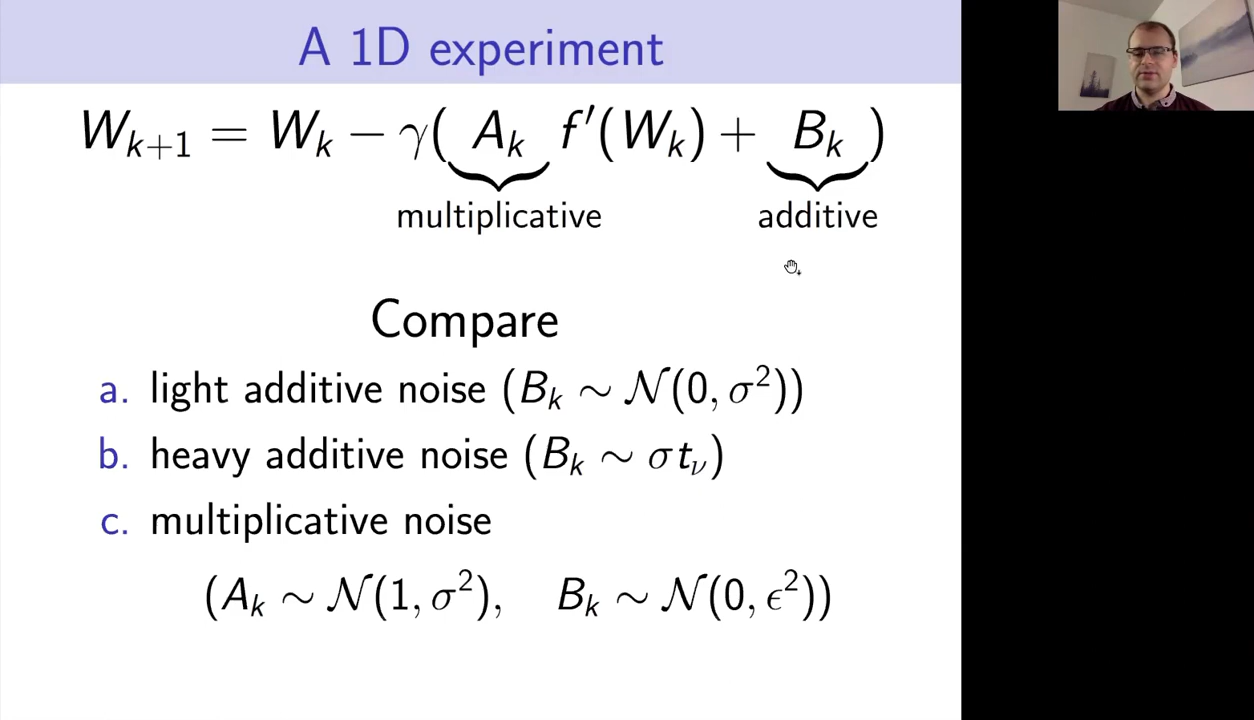 A 1D experiment
W_{k+1} = W_k − γ( A_k f′(W_k) + B_k )
multiplicative additive
Compare
a. light additive noise (B_k ∼ 𝒩(0, σ²))
b. heavy additive noise (B_k ∼ σt_ν)
c. multiplicative noise
(A_k ∼ 𝒩(1, σ²), B_k ∼ 𝒩(0, ϵ²))